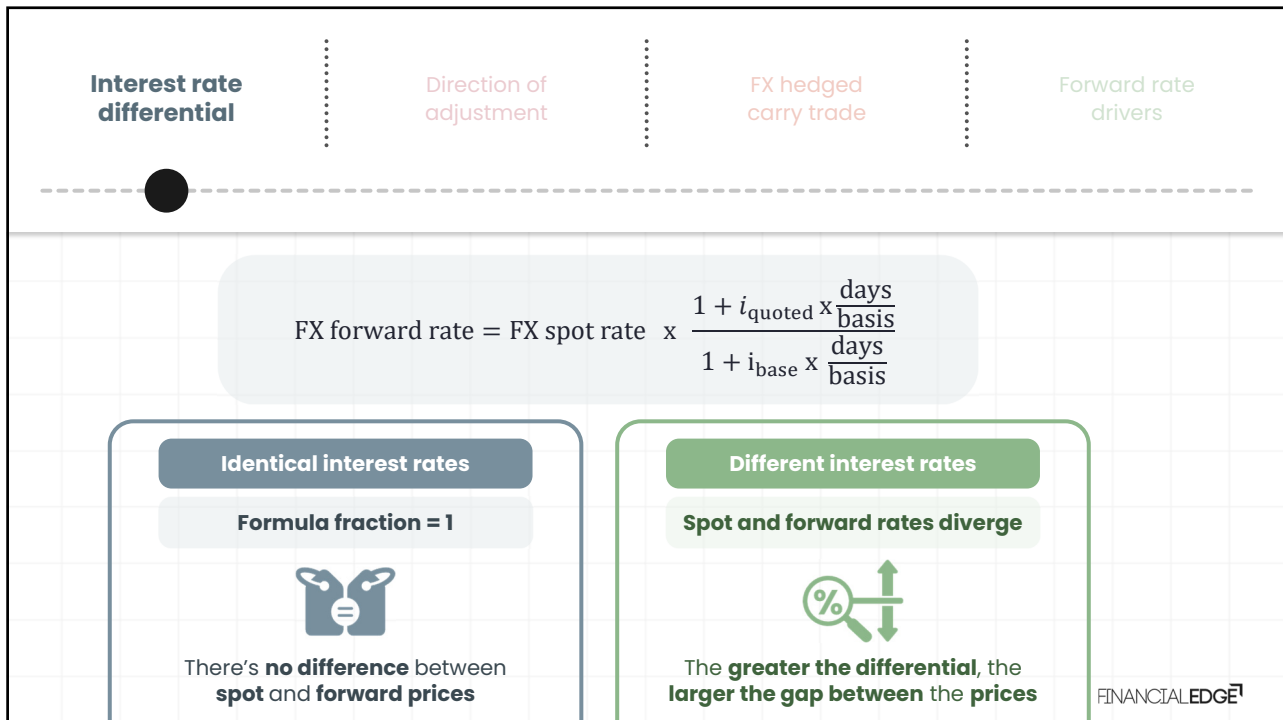 Interest rate
differential
Direction of
adjustment
FX hedged
carry trade
Forward rate
drivers
FX forward rate = FX spot rate x (1 + i_quoted x days/basis) / (1 + i_base x days/basis)
Identical interest rates
Formula fraction = 1
=
There's no difference between
spot and forward prices
Different interest rates
Spot and forward rates diverge
%
The greater the differential, the
larger the gap between the prices
FINANCIALEDGE